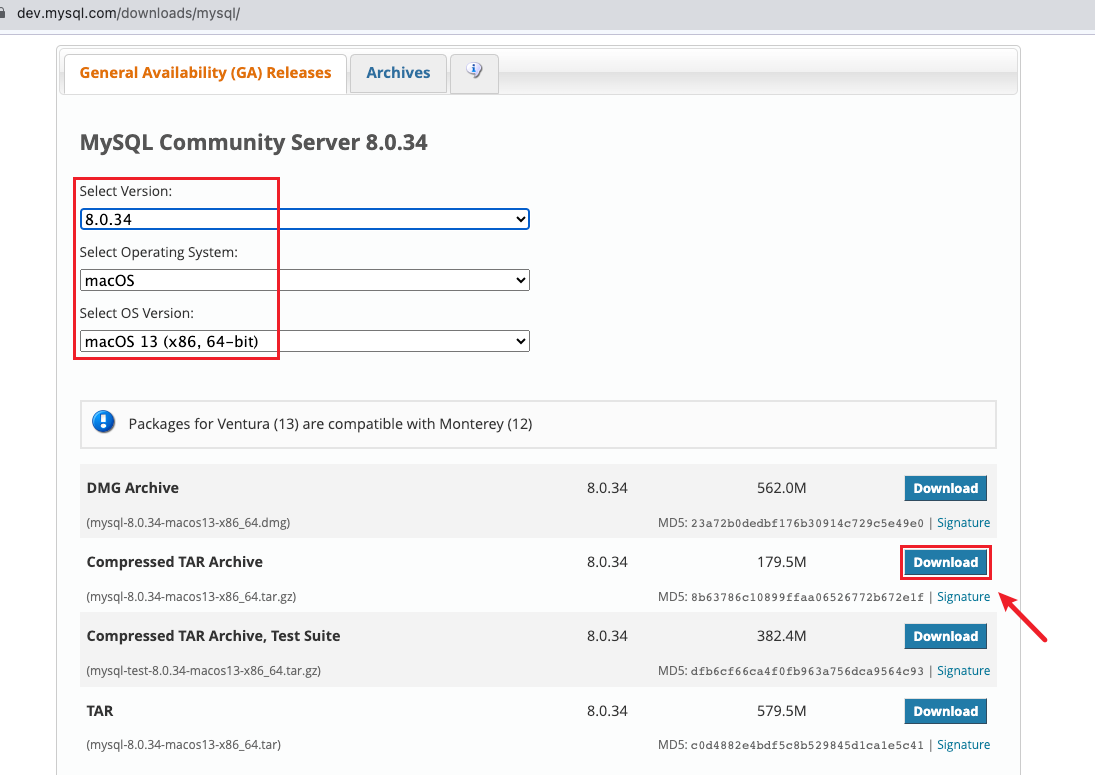 dev.mysql.com/downloads/mysql/
General Availability (GA) Releases Archives
MySQL Community Server 8.0.34
Select Version:
8.0.34
Select Operating System:
macOS
Select OS Version:
macOS 13 (x86, 64-bit)
Packages for Ventura (13) are compatible with Monterey (12)
DMG Archive 8.0.34 562.0M Download
(mysql-8.0.34-macos13-x86_64.dmg) MD5: 23a72b0dedbf176b30914c729c5e49e0 | Signature
Compressed TAR Archive 8.0.34 179.5M Download
(mysql-8.0.34-macos13-x86_64.tar.gz) MD5: 8b63786c10899ffaa06526772b672e1f | Signature
Compressed TAR Archive, Test Suite 8.0.34 382.4M Download
(mysql-test-8.0.34-macos13-x86_64.tar.gz) MD5: dfb6cf66ca4f0fb963a756dca9564c93 | Signature
TAR 8.0.34 579.5M Download
(mysql-8.0.34-macos13-x86_64.tar) MD5: c0d4882e4bdf5c8b529845d1ca1e5c41 | Signature